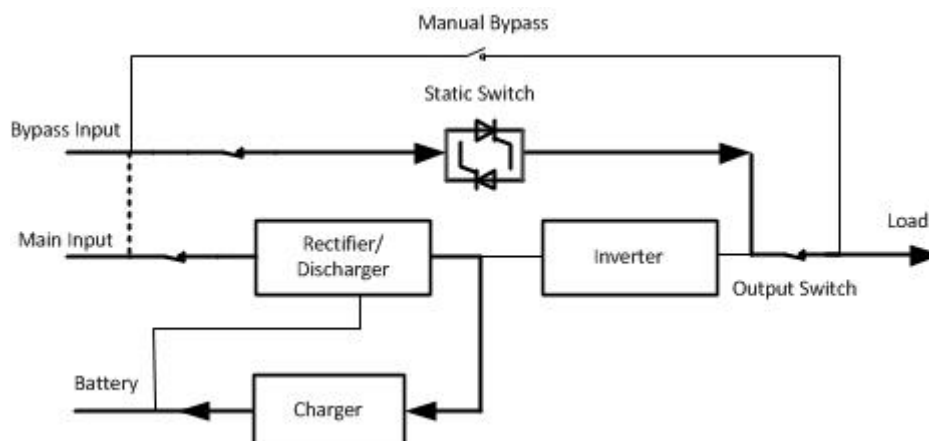 Manual Bypass
Static Switch
Bypass Input
Main Input
Rectifier/
Discharger
Inverter
Load
Output Switch
Battery
Charger